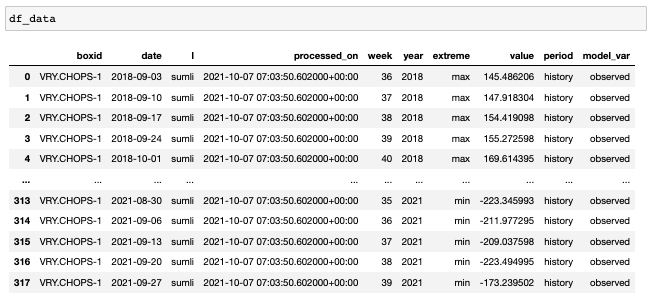 df_data
boxid date l processed_on week year extreme value period model_var
0 VRY.CHOPS-1 2018-09-03 sumli 2021-10-07 07:03:50.602000+00:00 36 2018 max 145.486206 history observed
1 VRY.CHOPS-1 2018-09-10 sumli 2021-10-07 07:03:50.602000+00:00 37 2018 max 147.918304 history observed
2 VRY.CHOPS-1 2018-09-17 sumli 2021-10-07 07:03:50.602000+00:00 38 2018 max 154.419098 history observed
3 VRY.CHOPS-1 2018-09-24 sumli 2021-10-07 07:03:50.602000+00:00 39 2018 max 155.272598 history observed
4 VRY.CHOPS-1 2018-10-01 sumli 2021-10-07 07:03:50.602000+00:00 40 2018 max 169.614395 history observed
... ... ... ... ... ... ... ... ... ... ...
313 VRY.CHOPS-1 2021-08-30 sumli 2021-10-07 07:03:50.602000+00:00 35 2021 min -223.345993 history observed
314 VRY.CHOPS-1 2021-09-06 sumli 2021-10-07 07:03:50.602000+00:00 36 2021 min -211.977295 history observed
315 VRY.CHOPS-1 2021-09-13 sumli 2021-10-07 07:03:50.602000+00:00 37 2021 min -209.037598 history observed
316 VRY.CHOPS-1 2021-09-20 sumli 2021-10-07 07:03:50.602000+00:00 38 2021 min -223.494995 history observed
317 VRY.CHOPS-1 2021-09-27 sumli 2021-10-07 07:03:50.602000+00:00 39 2021 min -173.239502 history observed